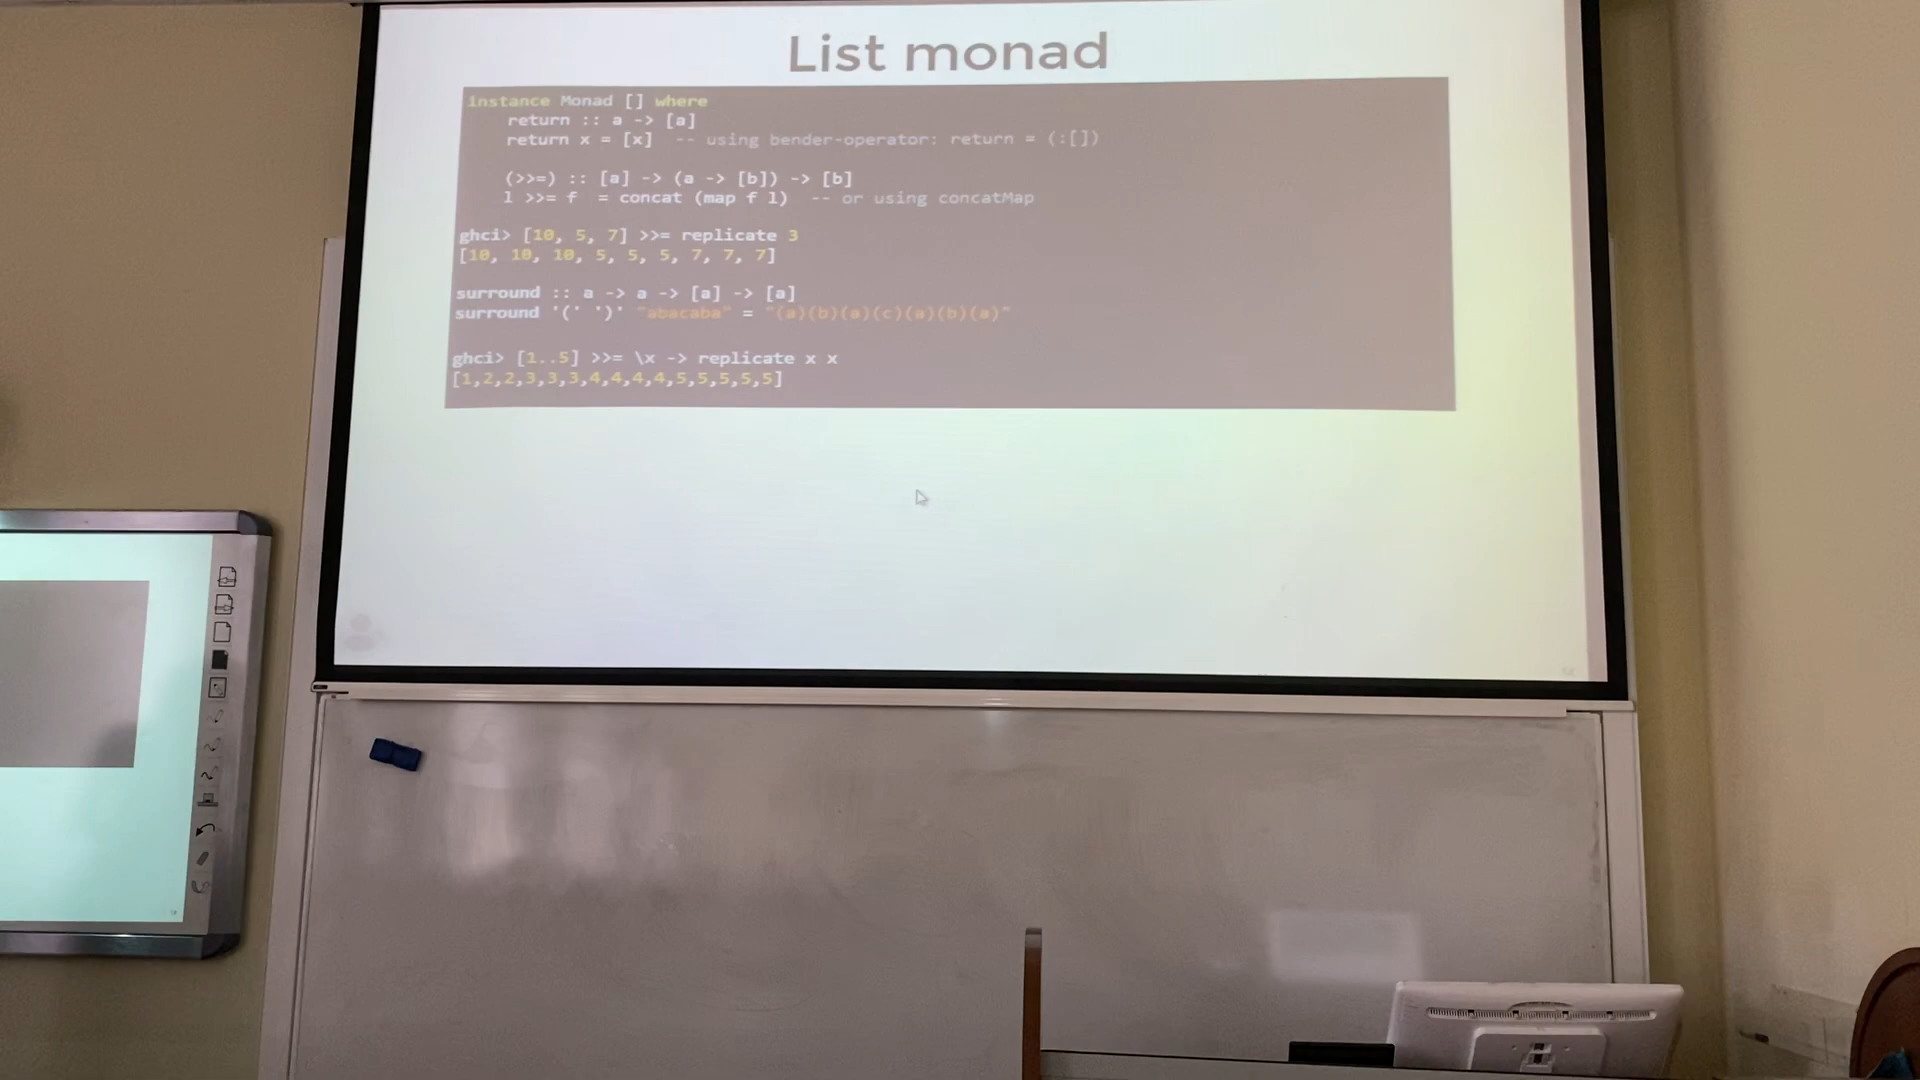 List monad
instance Monad [] where
return :: a -> [a]
return x = [x]  -- using bender-operator: return = (:[])
(>>=) :: [a] -> (a -> [b]) -> [b]
l >>= f  = concat (map f l)  -- or using concatMap
ghci> [10, 5, 7] >>= replicate 3
[10, 10, 10, 5, 5, 5, 7, 7, 7]
surround :: a -> a -> [a] -> [a]
surround '(' ')' "abacaba" = "(a)(b)(a)(c)(a)(b)(a)"
ghci> [1..5] >>= \x -> replicate x x
[1,2,2,3,3,3,4,4,4,4,5,5,5,5,5]